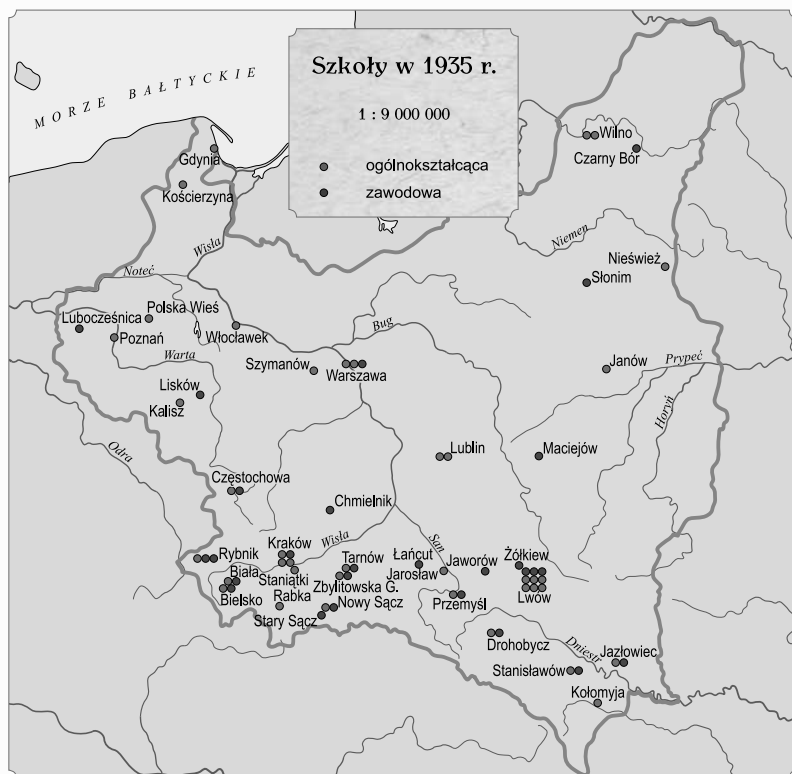 MORZE BAŁTYCKIE
Szkoły w 1935 r.
1 : 9 000 000
ogólnokształcąca
zawodowa
Wilno
Czarny Bór
Gdynia
Kościerzyna
Wisła
Niemen
Nieśwież
Słonim
Noteć
Lubocześnica
Polska Wieś
Poznań
Włocławek
Bug
Warta
Szymanów
Warszawa
Janów
Prypeć
Lisków
Kalisz
Horyń
Odra
Lublin
Maciejów
Częstochowa
Chmielnik
Rybnik
Kraków
Wisła
Tarnów
Łańcut
San
Jaworów
Żółkiew
Biała
Staniątki
Zbylitowska G.
Jarosław
Bielsko
Rabka
Nowy Sącz
Przemyśl
Lwów
Stary Sącz
Drohobycz
Dniestr
Jazłowiec
Stanisławów
Kołomyja